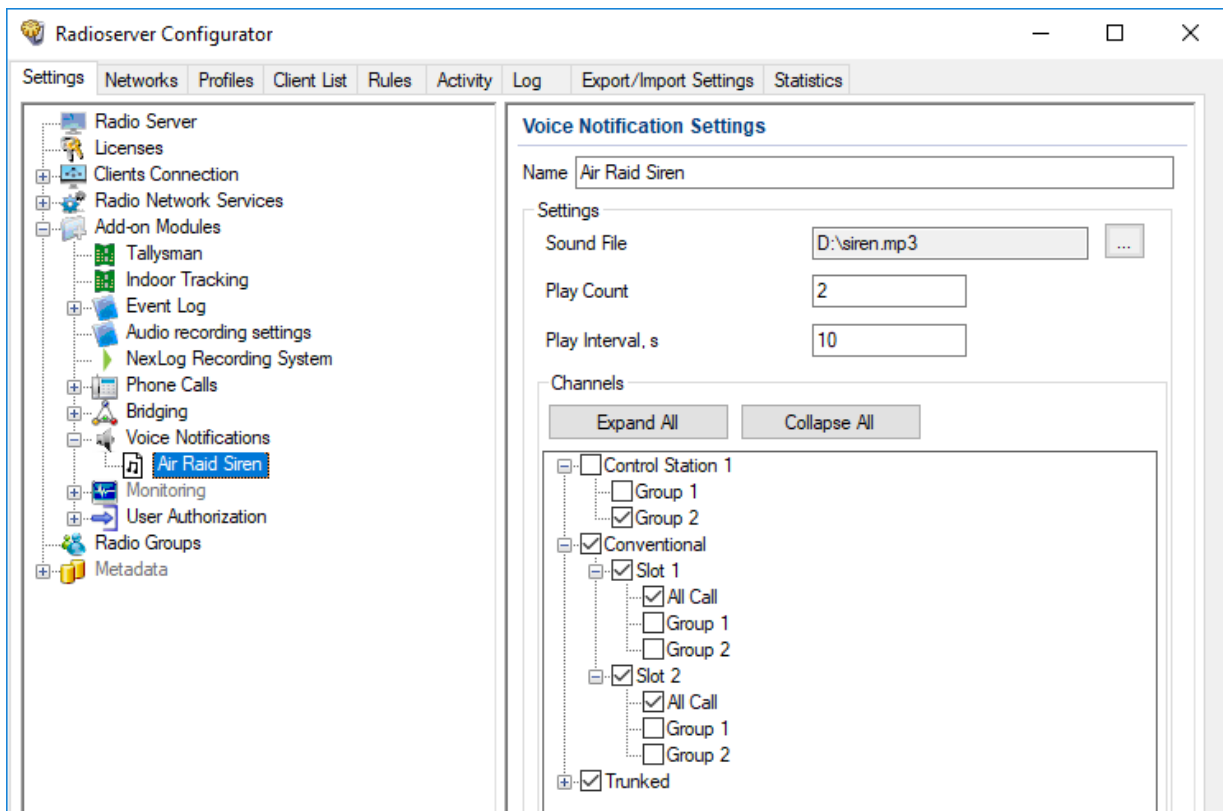 Radioserver Configurator
Settings Networks Profiles Client List Rules Activity Log Export/Import Settings Statistics
Radio Server
Licenses
Clients Connection
Radio Network Services
Add-on Modules
Tallysman
Indoor Tracking
Event Log
Audio recording settings
NexLog Recording System
Phone Calls
Bridging
Voice Notifications
Air Raid Siren
Monitoring
User Authorization
Radio Groups
Metadata
Voice Notification Settings
Name Air Raid Siren
Settings
Sound File D:\siren.mp3 ...
Play Count 2
Play Interval, s 10
Channels
Expand All Collapse All
Control Station 1
Group 1
Group 2
Conventional
Slot 1
All Call
Group 1
Group 2
Slot 2
All Call
Group 1
Group 2
Trunked